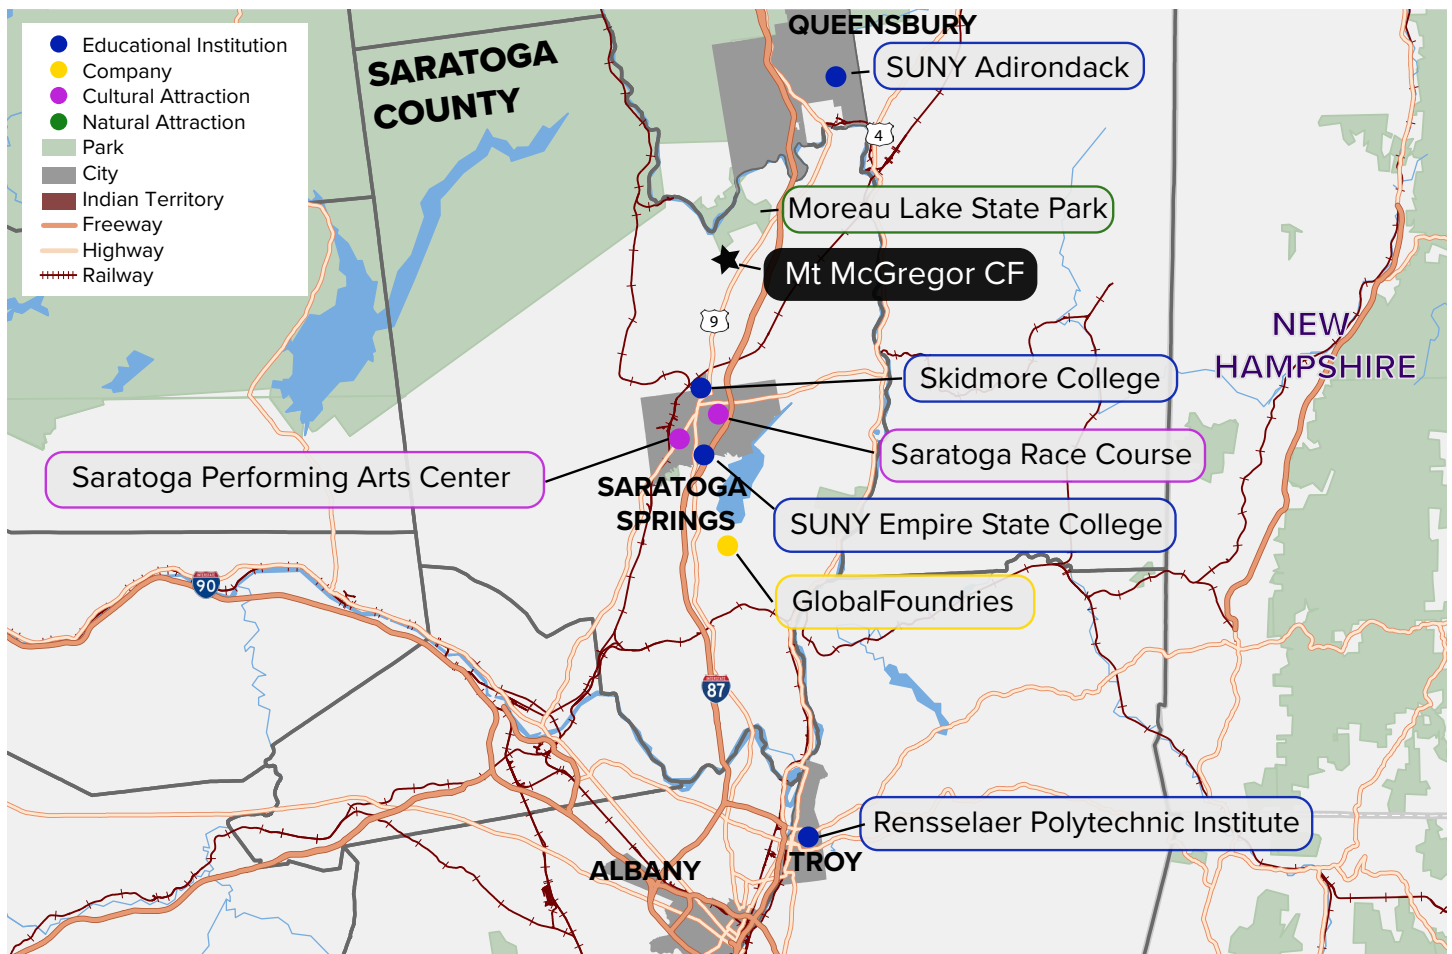 QUEENSBURY
Educational Institution
Company
Cultural Attraction
Natural Attraction
Park
City
Indian Territory
Freeway
Highway
Railway
SARATOGA
COUNTY
SUNY Adirondack
4
Moreau Lake State Park
Mt McGregor CF
9
NEW
HAMPSHIRE
Skidmore College
Saratoga Race Course
Saratoga Performing Arts Center
SARATOGA
SPRINGS
SUNY Empire State College
90
GlobalFoundries
87
Rensselaer Polytechnic Institute
ALBANY
TROY